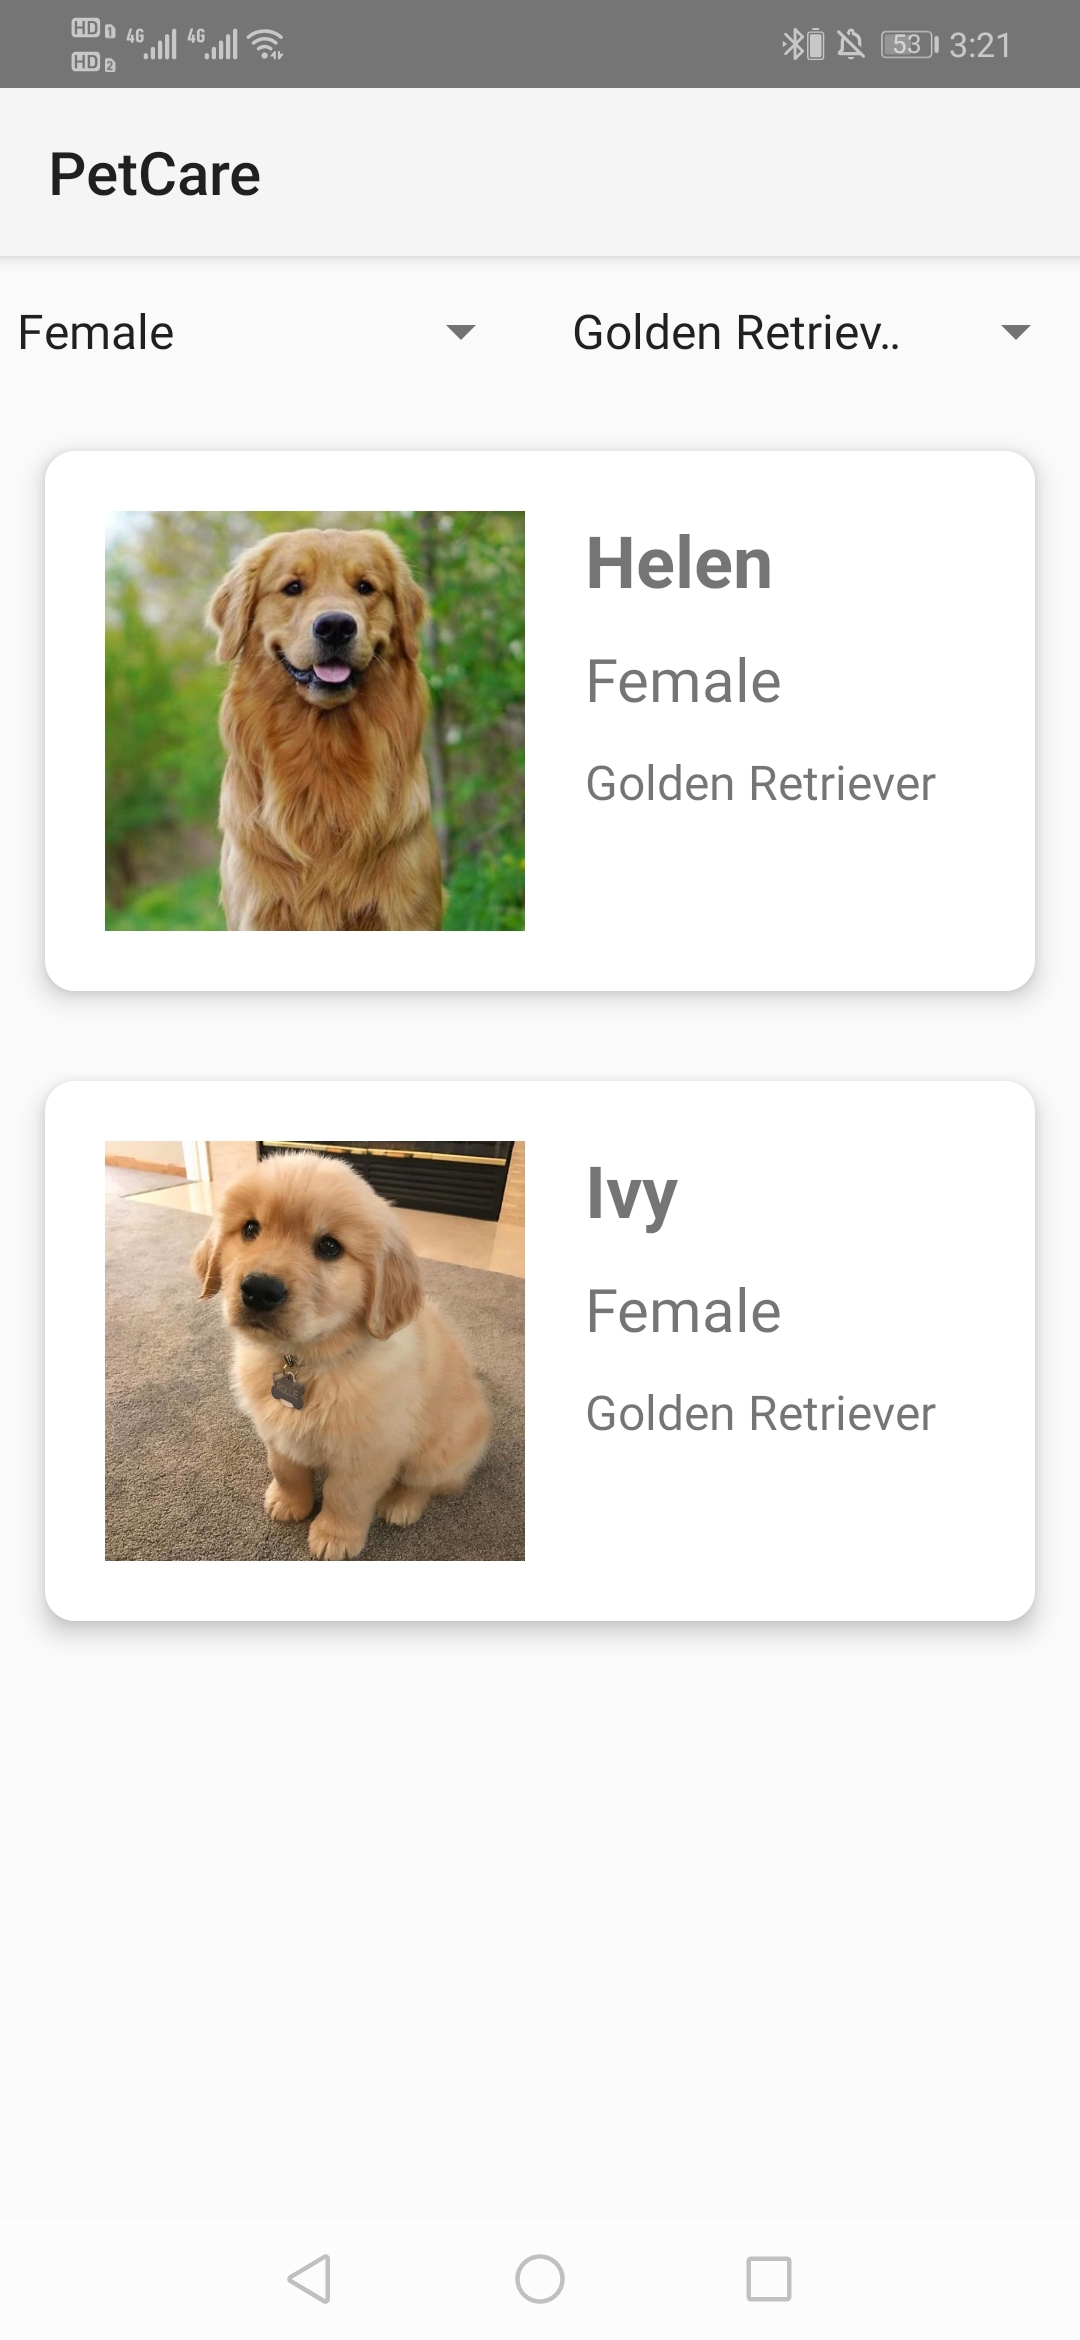 HD 1 4G 4G
HD 2
53 3:21
PetCare
Female
Golden Retriev..
Helen
Female
Golden Retriever
Ivy
Female
Golden Retriever